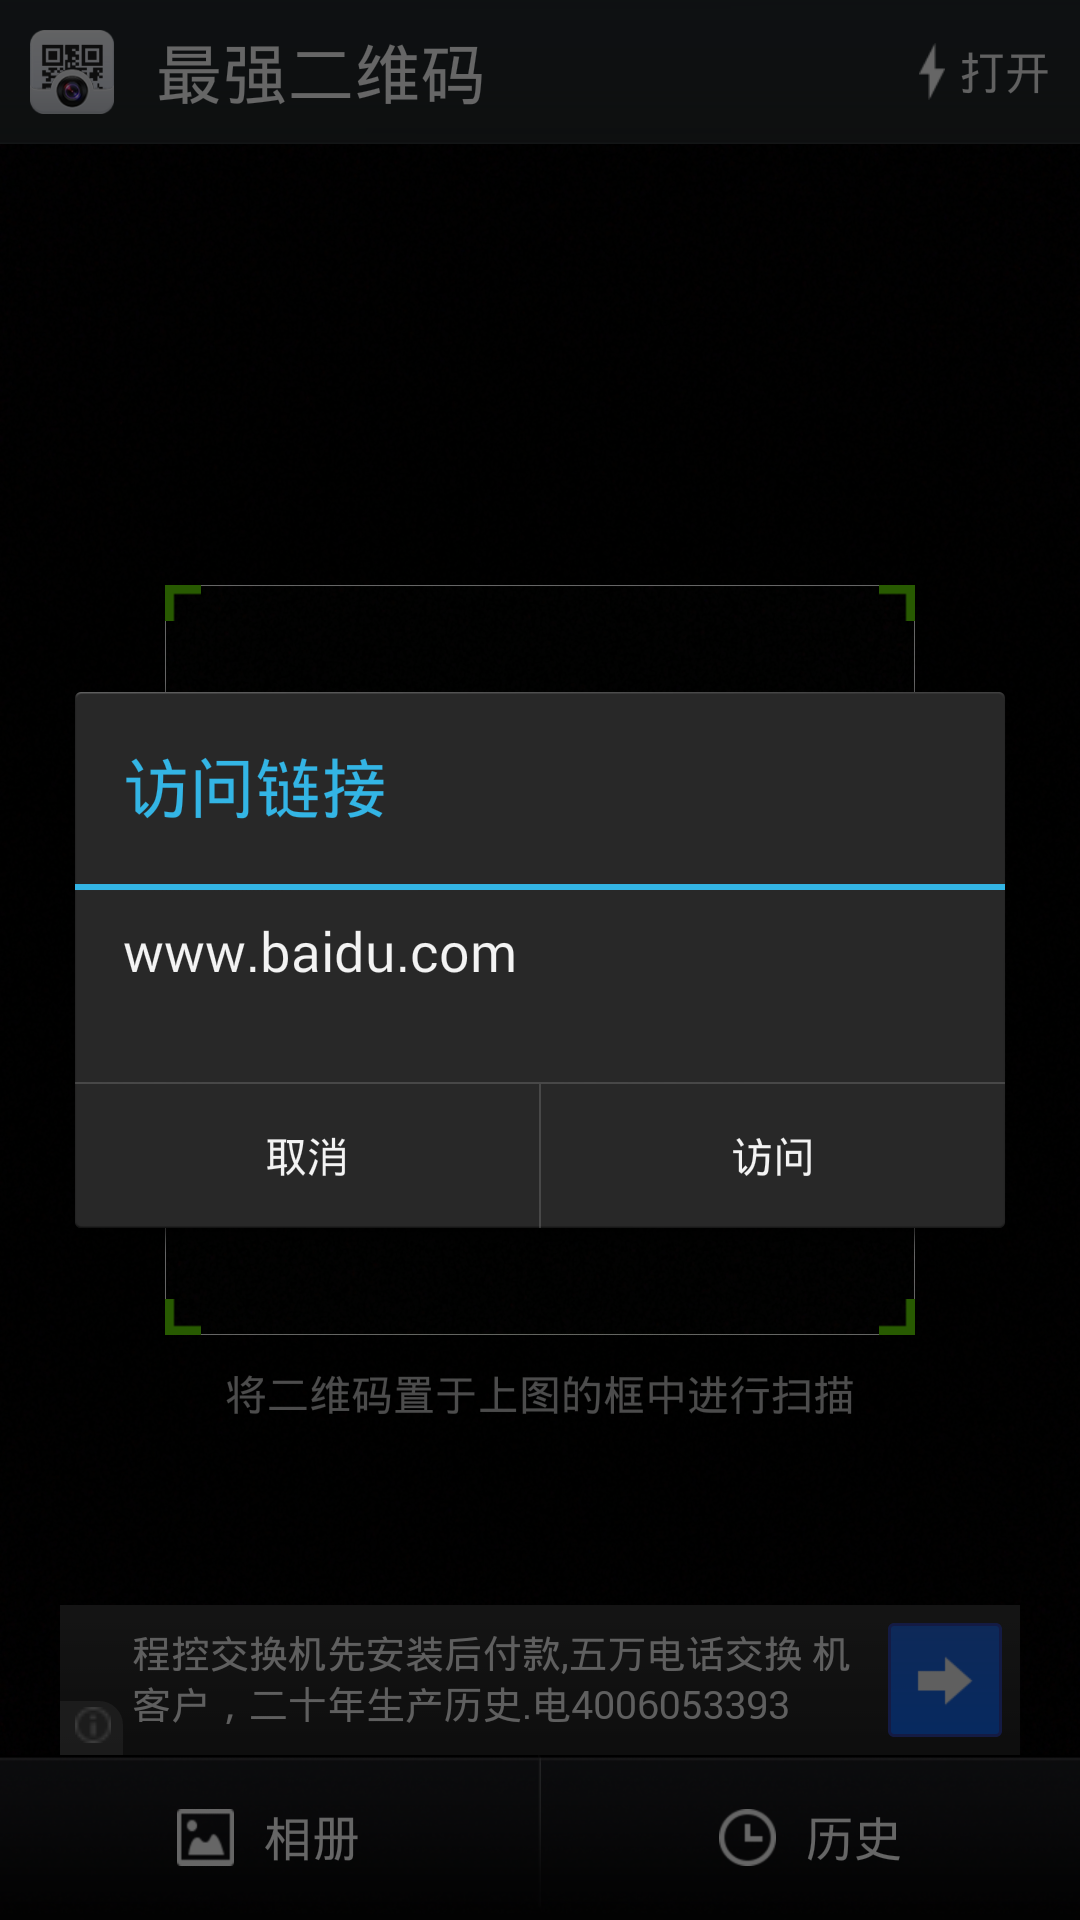 最强二维码
打开
访问链接
www.baidu.com
取消
访问
将二维码置于上图的框中进行扫描
程控交换机先安装后付款,五万电话交换 机
客户，二十年生产历史.电4006053393
相册
历史